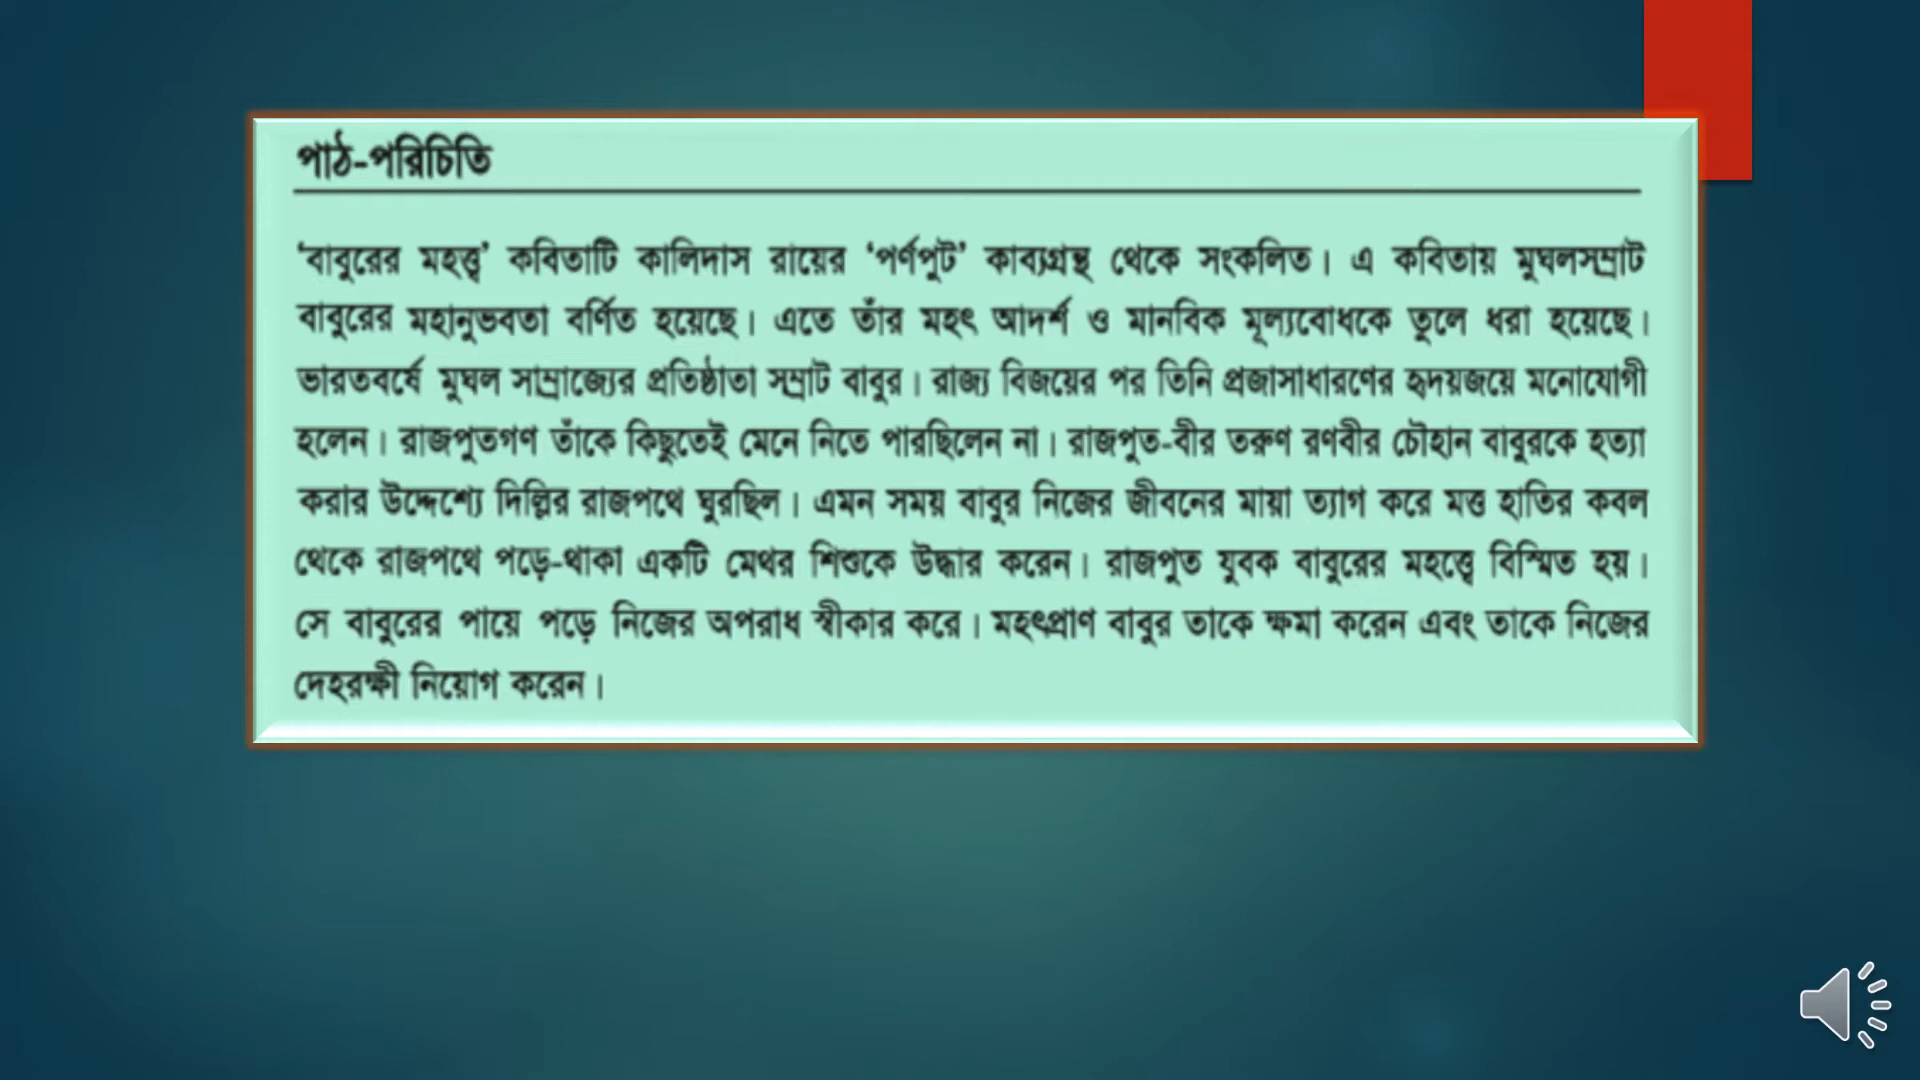 পাঠ-পরিচিতি
‘বাবুরের মহত্ত্ব’ কবিতাটি কালিদাস রায়ের ‘পর্ণপুট’ কাব্যগ্রন্থ থেকে সংকলিত। এ কবিতায় মুঘলসম্রাট
বাবুরের মহানুভবতা বর্ণিত হয়েছে। এতে তাঁর মহৎ আদর্শ ও মানবিক মূল্যবোধকে তুলে ধরা হয়েছে।
ভারতবর্ষে মুঘল সাম্রাজ্যের প্রতিষ্ঠাতা সম্রাট বাবুর। রাজ্য বিজয়ের পর তিনি প্রজাসাধারণের হৃদয়জয়ে মনোযোগী
হলেন। রাজপুতগণ তাঁকে কিছুতেই মেনে নিতে পারছিলেন না। রাজপুত-বীর তরুণ রণবীর চৌহান বাবুরকে হত্যা
করার উদ্দেশ্যে দিল্লির রাজপথে ঘুরছিল। এমন সময় বাবুর নিজের জীবনের মায়া ত্যাগ করে মত্ত হাতির কবল
থেকে রাজপথে পড়ে-থাকা একটি মেথর শিশুকে উদ্ধার করেন। রাজপুত যুবক বাবুরের মহত্ত্বে বিস্মিত হয়।
সে বাবুরের পায়ে পড়ে নিজের অপরাধ স্বীকার করে। মহৎপ্রাণ বাবুর তাকে ক্ষমা করেন এবং তাকে নিজের
দেহরক্ষী নিয়োগ করেন।